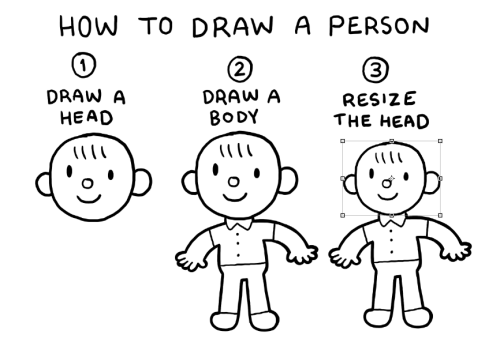 HOW TO DRAW A PERSON
1
DRAW A
HEAD
2
DRAW A
BODY
3
RESIZE
THE HEAD